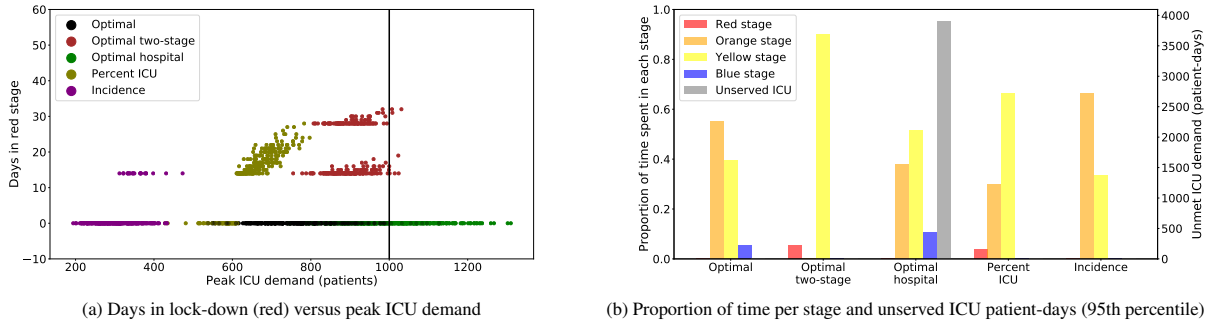 60
50
40
30
20
10
0
−10
Days in red stage
Optimal
Optimal two-stage
Optimal hospital
Percent ICU
Incidence
200
400
600
800
1000
1200
Peak ICU demand (patients)
(a) Days in lock-down (red) versus peak ICU demand
1.0
0.8
0.6
0.4
0.2
0.0
Proportion of time spent in each stage
Red stage
Orange stage
Yellow stage
Blue stage
Unserved ICU
4000
3500
3000
2500
2000
1500
1000
500
0
Unmet ICU demand (patient-days)
Optimal
Optimal
two-stage
Optimal
hospital
Percent
ICU
Incidence
(b) Proportion of time per stage and unserved ICU patient-days (95th percentile)